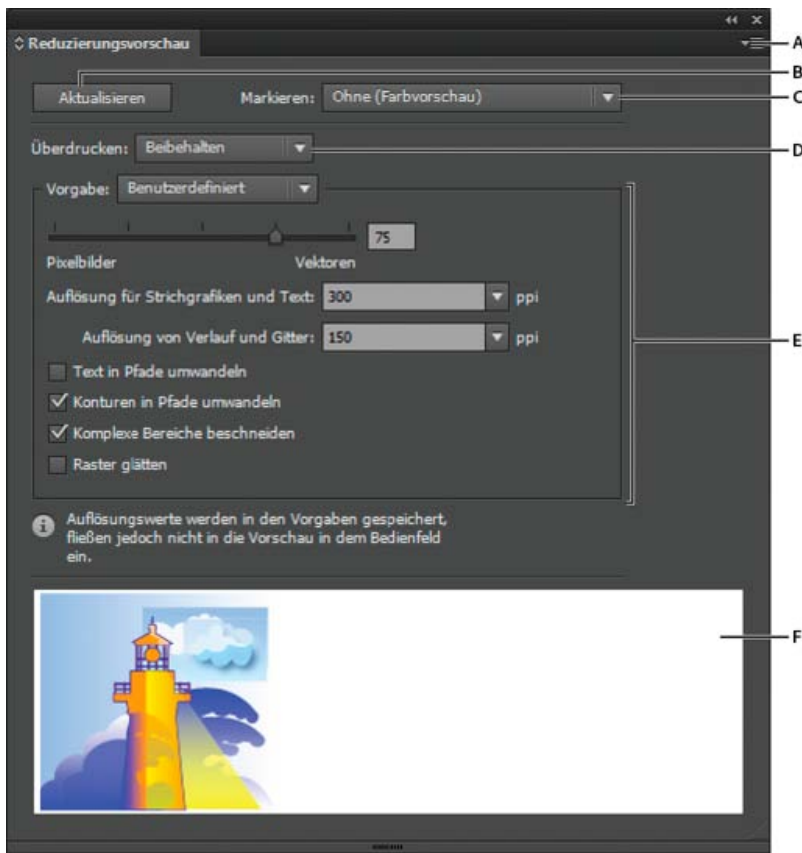 Reduzierungsvorschau
A
B
Aktualisieren
Markieren: Ohne (Farbvorschau)
C
Überdrucken: Beibehalten
D
Vorgabe: Benutzerdefiniert
75
Pixelbilder Vektoren
Auflösung für Strichgrafiken und Text: 300 ppi
Auflösung von Verlauf und Gitter: 150 ppi
E
Text in Pfade umwandeln
Konturen in Pfade umwandeln
Komplexe Bereiche beschneiden
Raster glätten
Auflösungswerte werden in den Vorgaben gespeichert,
fließen jedoch nicht in die Vorschau in dem Bedienfeld
ein.
F